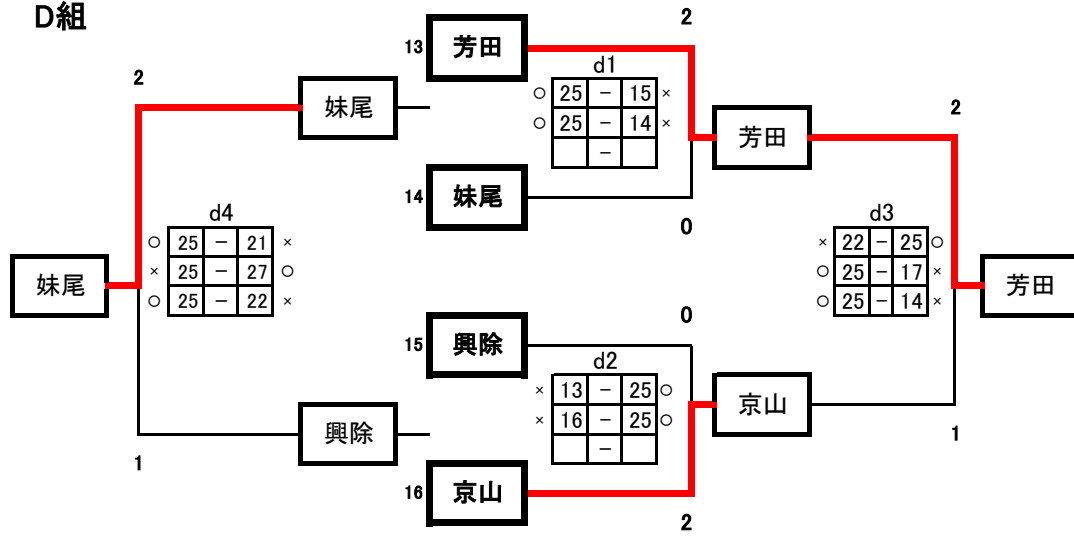 D組
2
13 芳田
d1
○ 25 － 15 ×
○ 25 － 14 ×
－
14 妹尾
0
芳田
2
妹尾
2
d4
○ 25 － 21 ×
× 25 － 27 ○
○ 25 － 22 ×
妹尾
興除
1
d3
× 22 － 25 ○
○ 25 － 17 ×
○ 25 － 14 ×
芳田
0
15 興除
d2
× 13 － 25 ○
× 16 － 25 ○
－
16 京山
2
京山
1